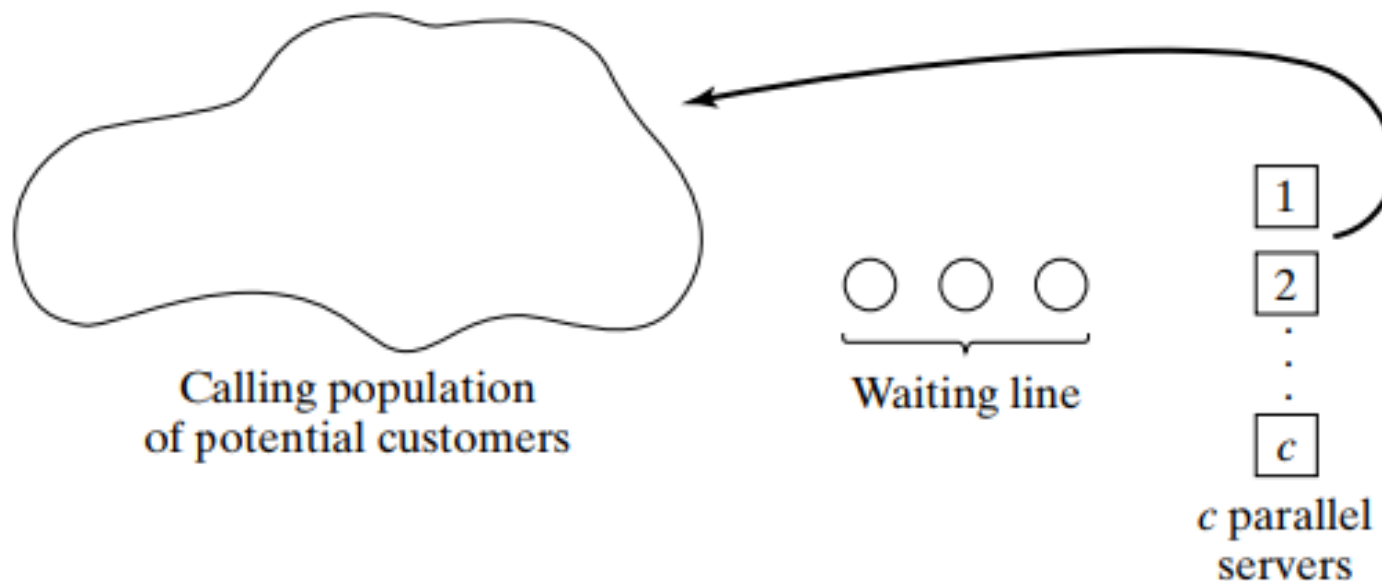 Calling population
of potential customers
Waiting line
1
2
c
c parallel
servers